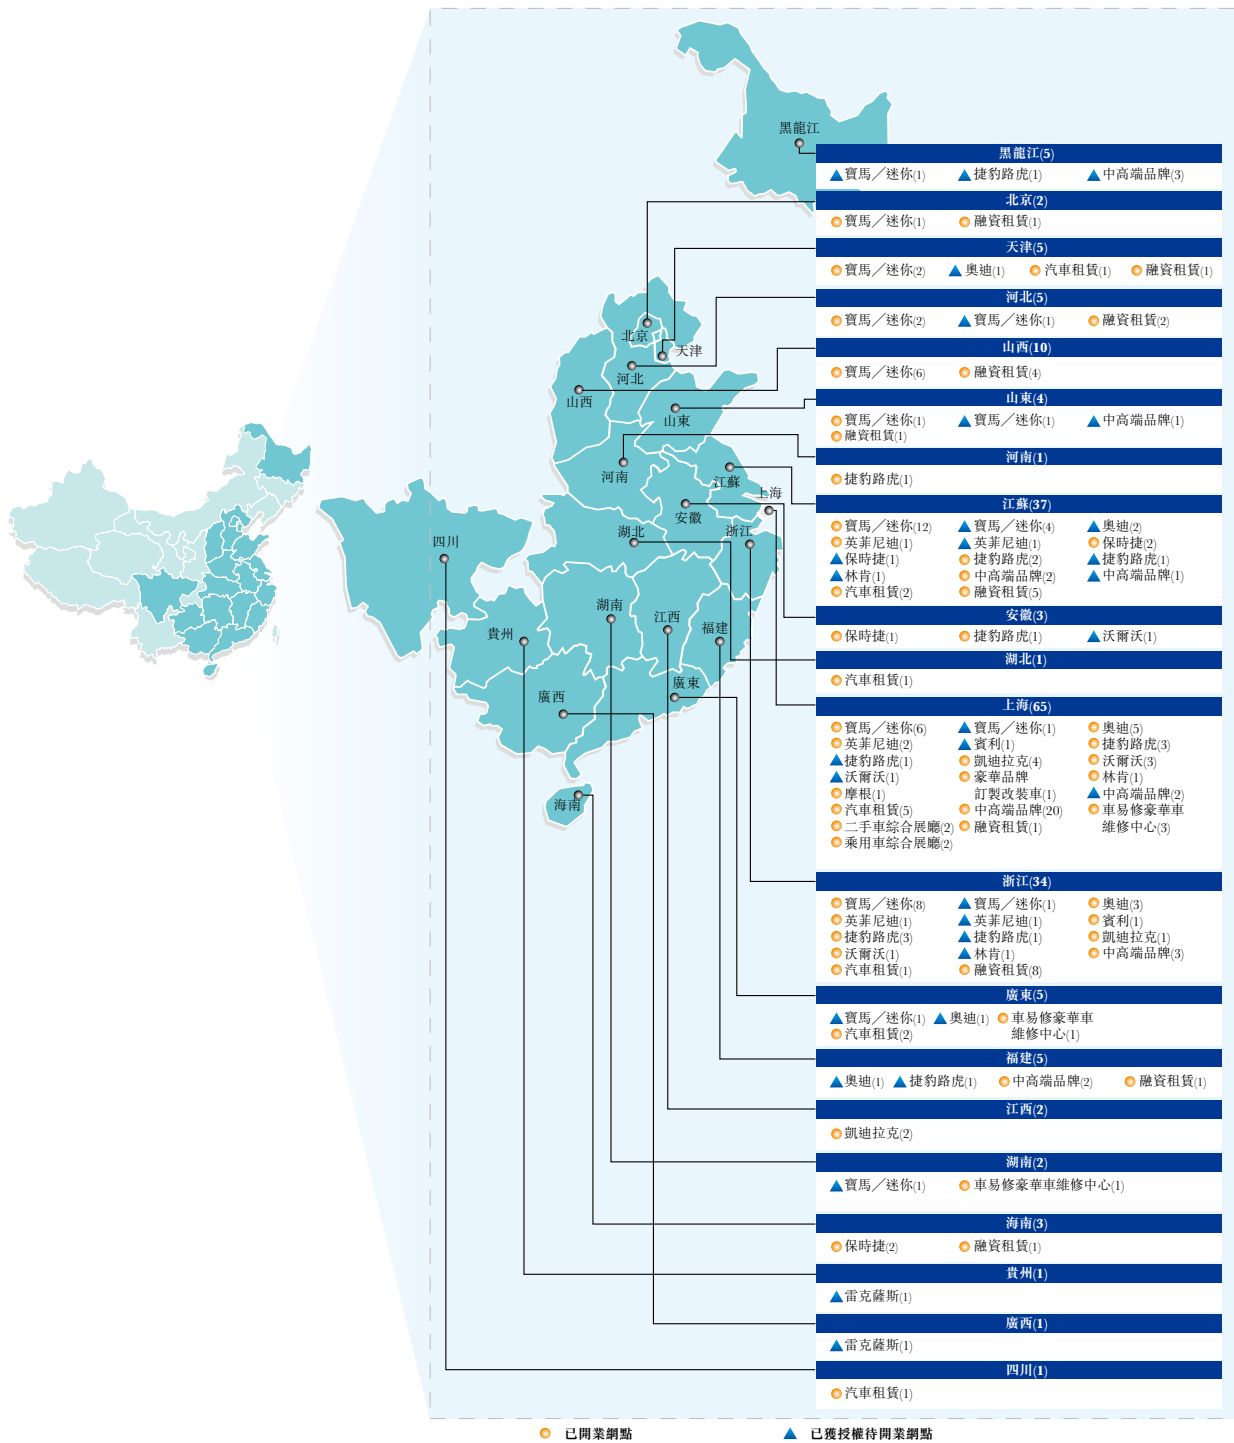 黑龍江
北京
天津
河北
山西
山東
河南
江蘇
上海
安徽
浙江
湖北
四川
湖南
江西
福建
貴州
廣東
廣西
海南
黑龍江(5)
寶馬／迷你(1) 捷豹路虎(1) 中高端品牌(3)
北京(2)
寶馬／迷你(1) 融資租賃(1)
天津(5)
寶馬／迷你(2) 奧迪(1) 汽車租賃(1) 融資租賃(1)
河北(5)
寶馬／迷你(2) 寶馬／迷你(1) 融資租賃(2)
山西(10)
寶馬／迷你(6) 融資租賃(4)
山東(4)
寶馬／迷你(1) 寶馬／迷你(1) 中高端品牌(1)
融資租賃(1)
河南(1)
捷豹路虎(1)
江蘇(37)
寶馬／迷你(12) 寶馬／迷你(4) 奧迪(2)
英菲尼迪(1) 英菲尼迪(1) 保時捷(2)
保時捷(1) 捷豹路虎(2) 捷豹路虎(1)
林肯(1) 中高端品牌(2) 中高端品牌(1)
汽車租賃(2) 融資租賃(5)
安徽(3)
保時捷(1) 捷豹路虎(1) 沃爾沃(1)
湖北(1)
汽車租賃(1)
上海(65)
寶馬／迷你(6) 寶馬／迷你(1) 奧迪(5)
英菲尼迪(2) 賓利(1) 捷豹路虎(3)
捷豹路虎(1) 凱迪拉克(4) 沃爾沃(3)
沃爾沃(1) 豪華品牌 林肯(1)
摩根(1) 訂製改裝車(1) 中高端品牌(2)
汽車租賃(5) 中高端品牌(20) 車易修豪華車
二手車綜合展廳(2) 融資租賃(1) 維修中心(3)
乘用車綜合展廳(2)
浙江(34)
寶馬／迷你(8) 寶馬／迷你(1) 奧迪(3)
英菲尼迪(1) 英菲尼迪(1) 賓利(1)
捷豹路虎(3) 捷豹路虎(1) 凱迪拉克(1)
沃爾沃(1) 林肯(1) 中高端品牌(3)
汽車租賃(1) 融資租賃(8)
廣東(5)
寶馬／迷你(1) 奧迪(1) 車易修豪華車
汽車租賃(2) 維修中心(1)
福建(5)
奧迪(1) 捷豹路虎(1) 中高端品牌(2) 融資租賃(1)
江西(2)
凱迪拉克(2)
湖南(2)
寶馬／迷你(1) 車易修豪華車維修中心(1)
海南(3)
保時捷(2) 融資租賃(1)
貴州(1)
雷克薩斯(1)
廣西(1)
雷克薩斯(1)
四川(1)
汽車租賃(1)
已開業網點 已獲授權待開業網點